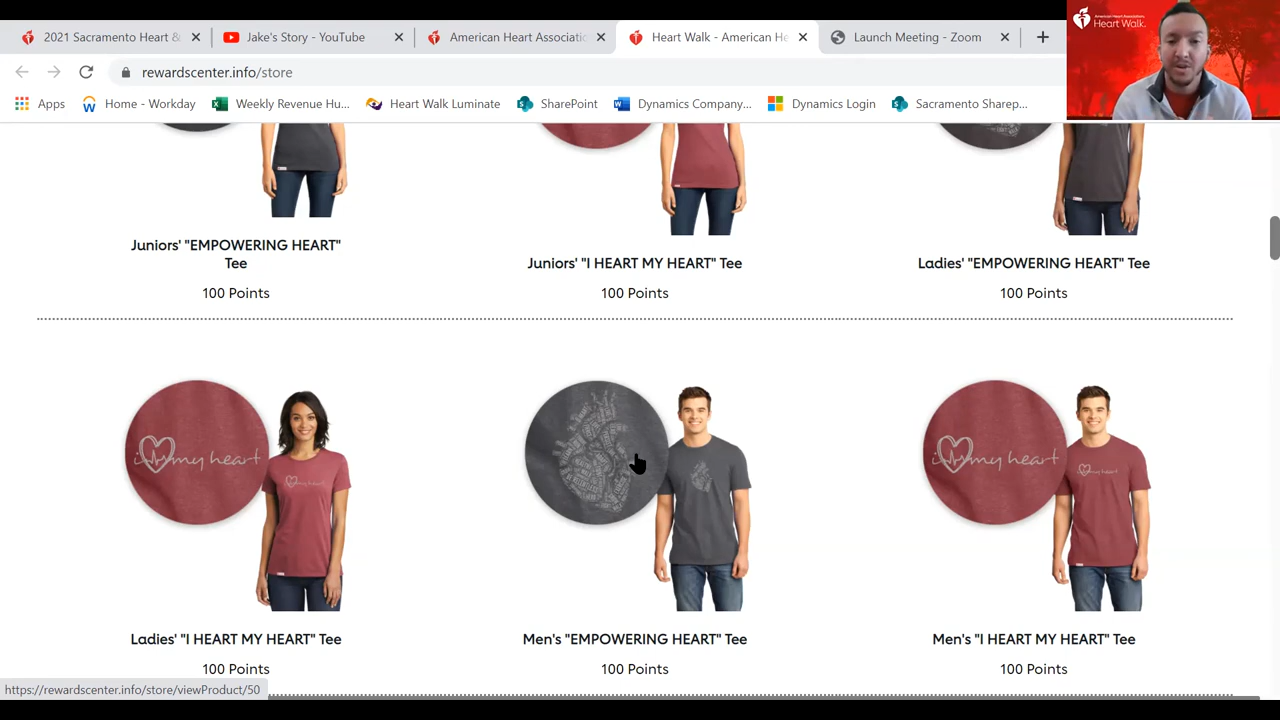 2021 Sacramento Heart &
Jake's Story - YouTube
American Heart Associatio
Heart Walk - American He
Launch Meeting - Zoom
American Heart Association
Heart Walk.
rewardscenter.info/store
Apps
Home - Workday
Weekly Revenue Hu...
Heart Walk Luminate
SharePoint
Dynamics Company...
Dynamics Login
Sacramento Sharep...
Juniors' "EMPOWERING HEART"
Tee
100 Points
Juniors' "I HEART MY HEART" Tee
100 Points
Ladies' "EMPOWERING HEART" Tee
100 Points
i my heart
i my heart
Ladies' "I HEART MY HEART" Tee
100 Points
Men's "EMPOWERING HEART" Tee
100 Points
Men's "I HEART MY HEART" Tee
100 Points
https://rewardscenter.info/store/viewProduct/50